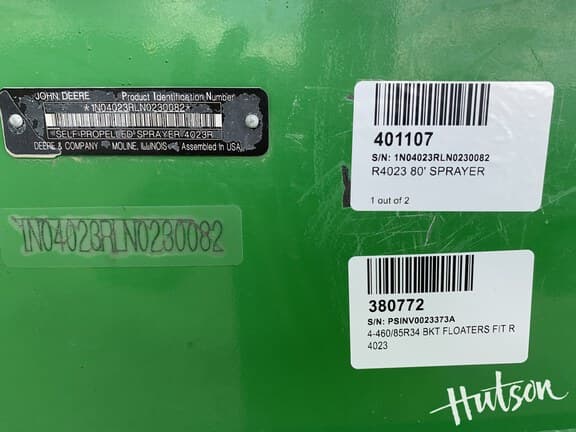 JOHN DEERE Product Identification Number
*1N04023RLN0230082*
SELF-PROPELLED SPRAYER 4023R
DEERE & COMPANY MOLINE, ILLINOIS Assembled In USA
1N04023RLN0230082
401107
S/N: 1N04023RLN0230082
R4023 80' SPRAYER
1 out of 2
380772
S/N: PSINV0023373A
4-460/85R34 BKT FLOATERS FIT R
4023
Hutson